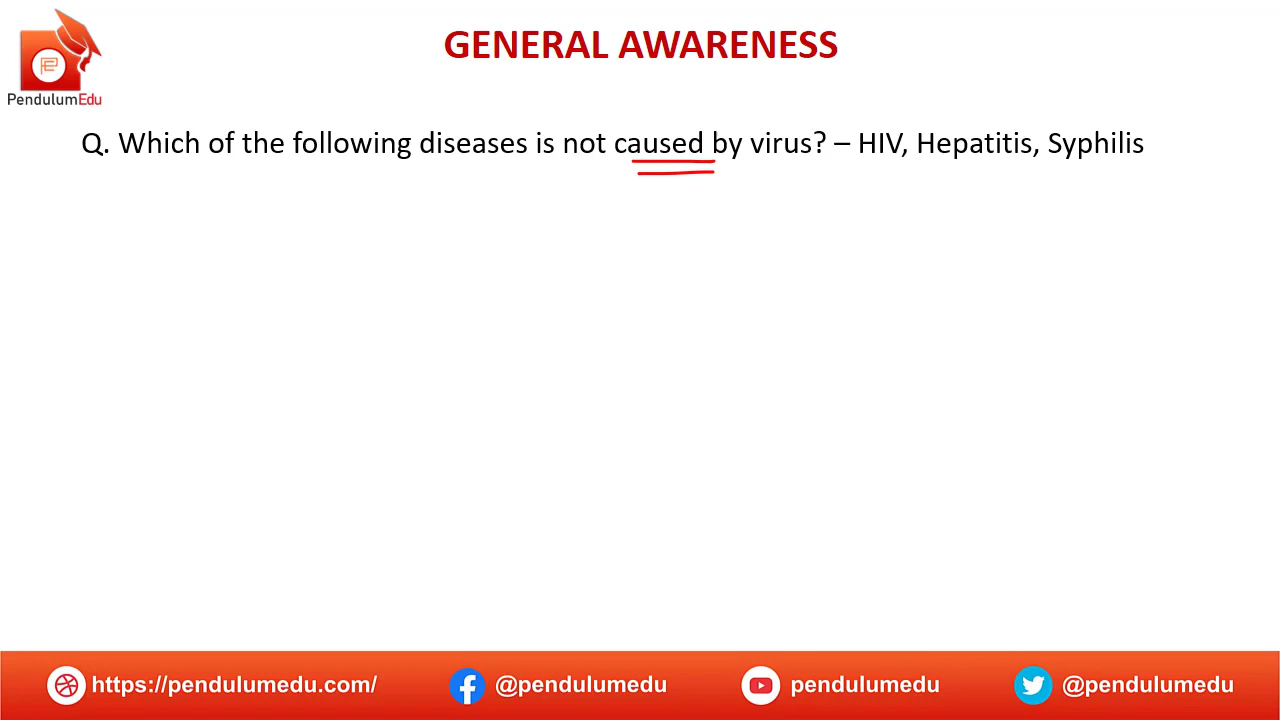 GENERAL AWARENESS
PendulumEdu
Q. Which of the following diseases is not caused by virus? – HIV, Hepatitis, Syphilis
https://pendulumedu.com/ @pendulumedu pendulumedu @pendulumedu